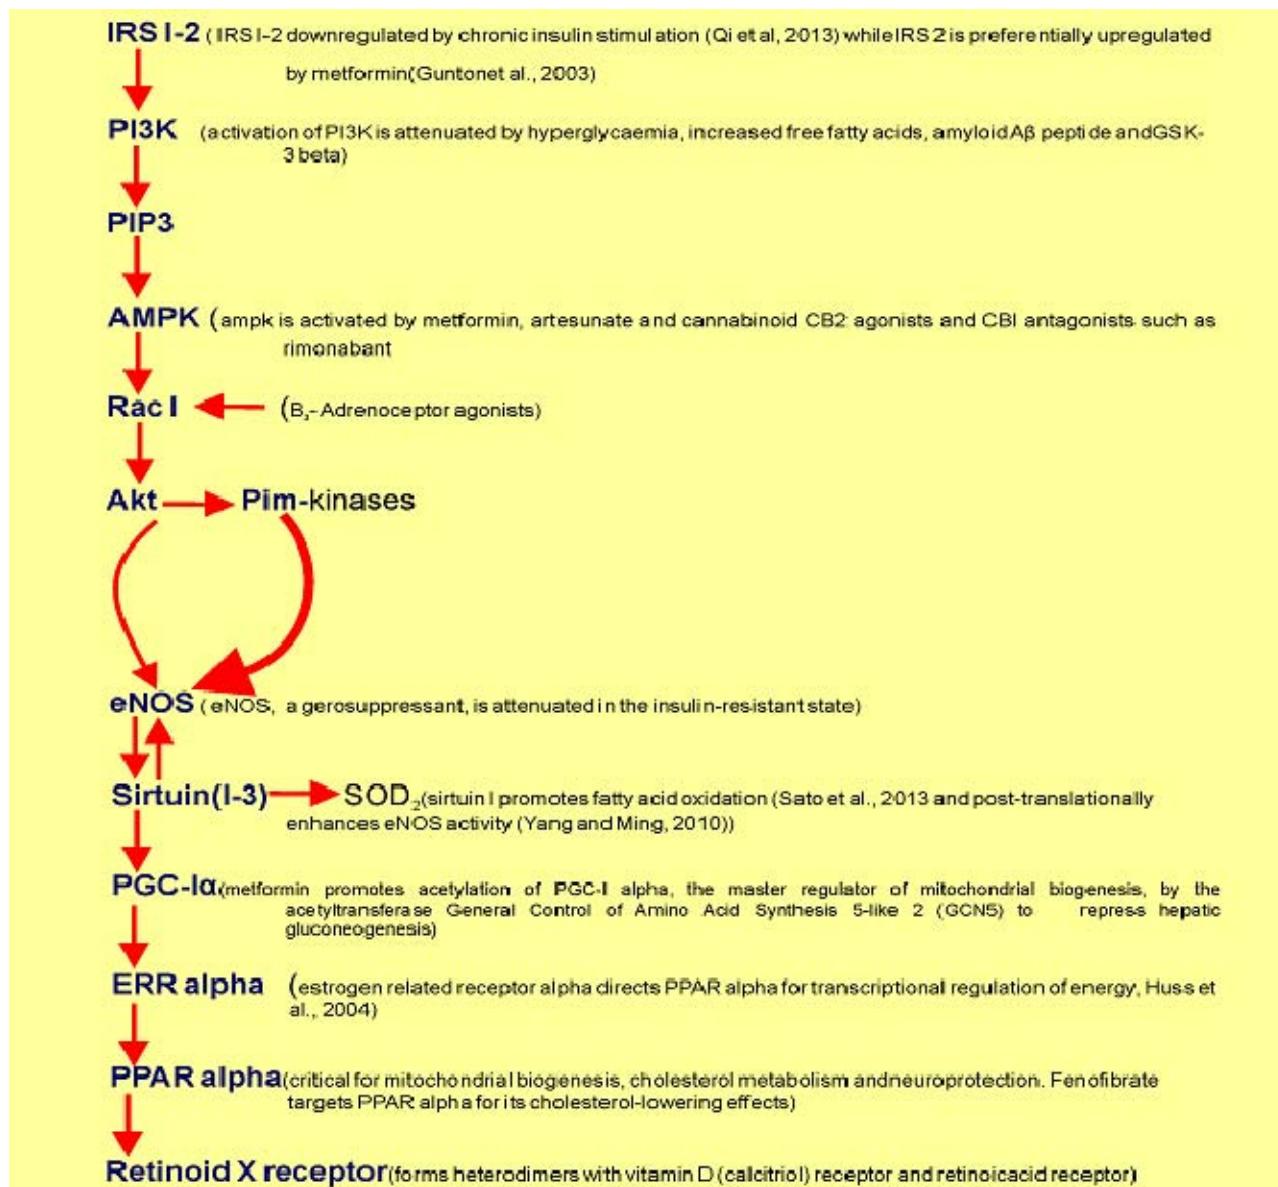 IRS I-2 ( IRS I-2 downregulated by chronic insulin stimulation (Qi et al, 2013) while IRS 2 is preferentially upregulated
by metformin(Guntonet al., 2003)
PI3K (activation of PI3K is attenuated by hyperglycaemia, increased free fatty acids, amyloid Aβ peptide andGSK-
3 beta)
PIP3
AMPK (ampk is activated by metformin, artesunate and cannabinoid CB2 agonists and CBI antagonists such as
rimonabant
Rac I (B₃- Adrenoceptor agonists)
Akt Pim-kinases
eNOS ( eNOS, a gerosuppressant, is attenuated in the insulin-resistant state)
Sirtuin(I-3) SOD₂(sirtuin I promotes fatty acid oxidation (Sato et al., 2013 and post-translationally
enhances eNOS activity (Yang and Ming, 2010))
PGC-Iα(metformin promotes acetylation of PGC-I alpha, the master regulator of mitochondrial biogenesis, by the
acetyltransferase General Control of Amino Acid Synthesis 5-like 2 (GCN5) to repress hepatic
gluconeogenesis)
ERR alpha (estrogen related receptor alpha directs PPAR alpha for transcriptional regulation of energy, Huss et
al., 2004)
PPAR alpha(critical for mitochondrial biogenesis, cholesterol metabolism andneuroprotection. Fenofibrate
targets PPAR alpha for its cholesterol-lowering effects)
Retinoid X receptor(forms heterodimers with vitamin D (calcitriol) receptor and retinoicacid receptor)